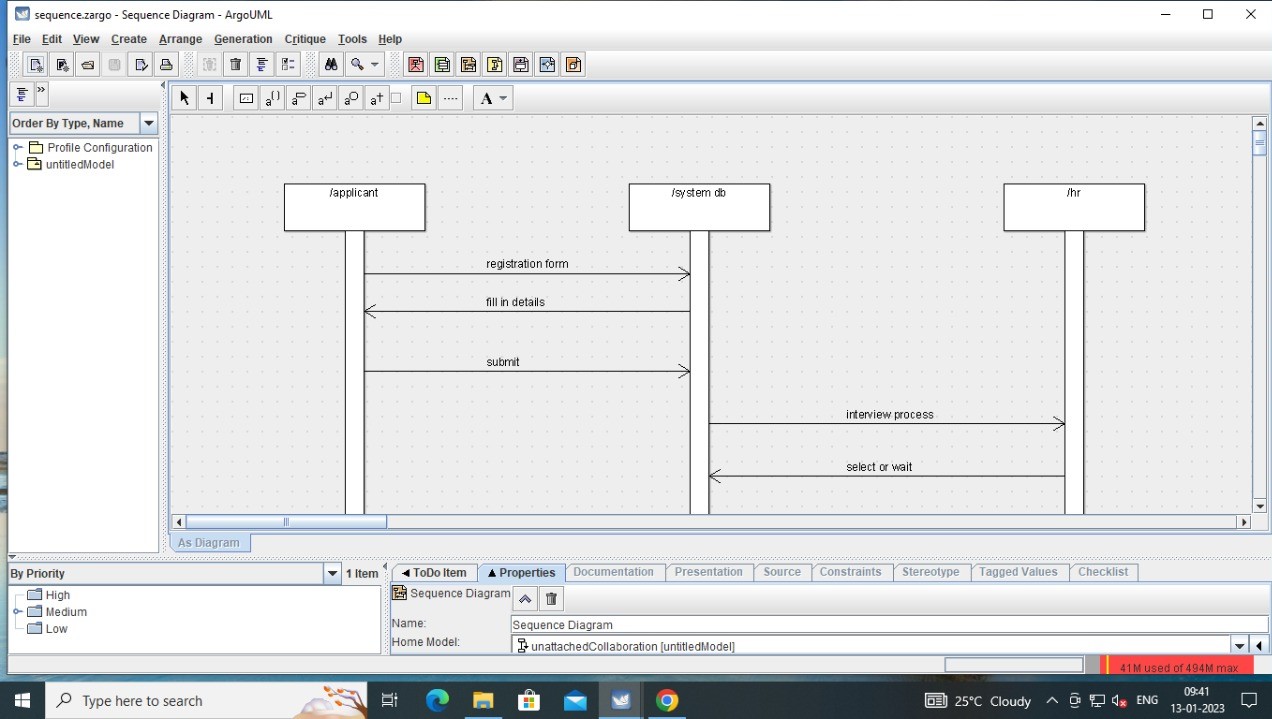 sequence.zargo - Sequence Diagram - ArgoUML
File Edit View Create Arrange Generation Critique Tools Help
Order By Type, Name
Profile Configuration
untitledModel
/applicant
/system db
/hr
registration form
fill in details
submit
interview process
select or wait
As Diagram
By Priority
1 Item
High
Medium
Low
ToDo Item
Properties
Documentation
Presentation
Source
Constraints
Stereotype
Tagged Values
Checklist
Sequence Diagram
Name:
Sequence Diagram
Home Model:
unattachedCollaboration [untitledModel]
41M used of 494M max
Type here to search
25°C Cloudy
ENG
09:41
13-01-2023